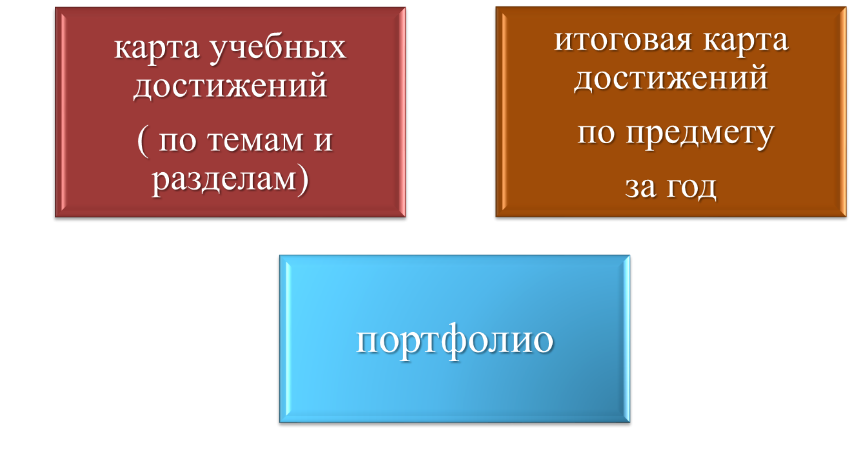 карта учебных
достижений
( по темам и
разделам)
итоговая карта
достижений
по предмету
за год
портфолио